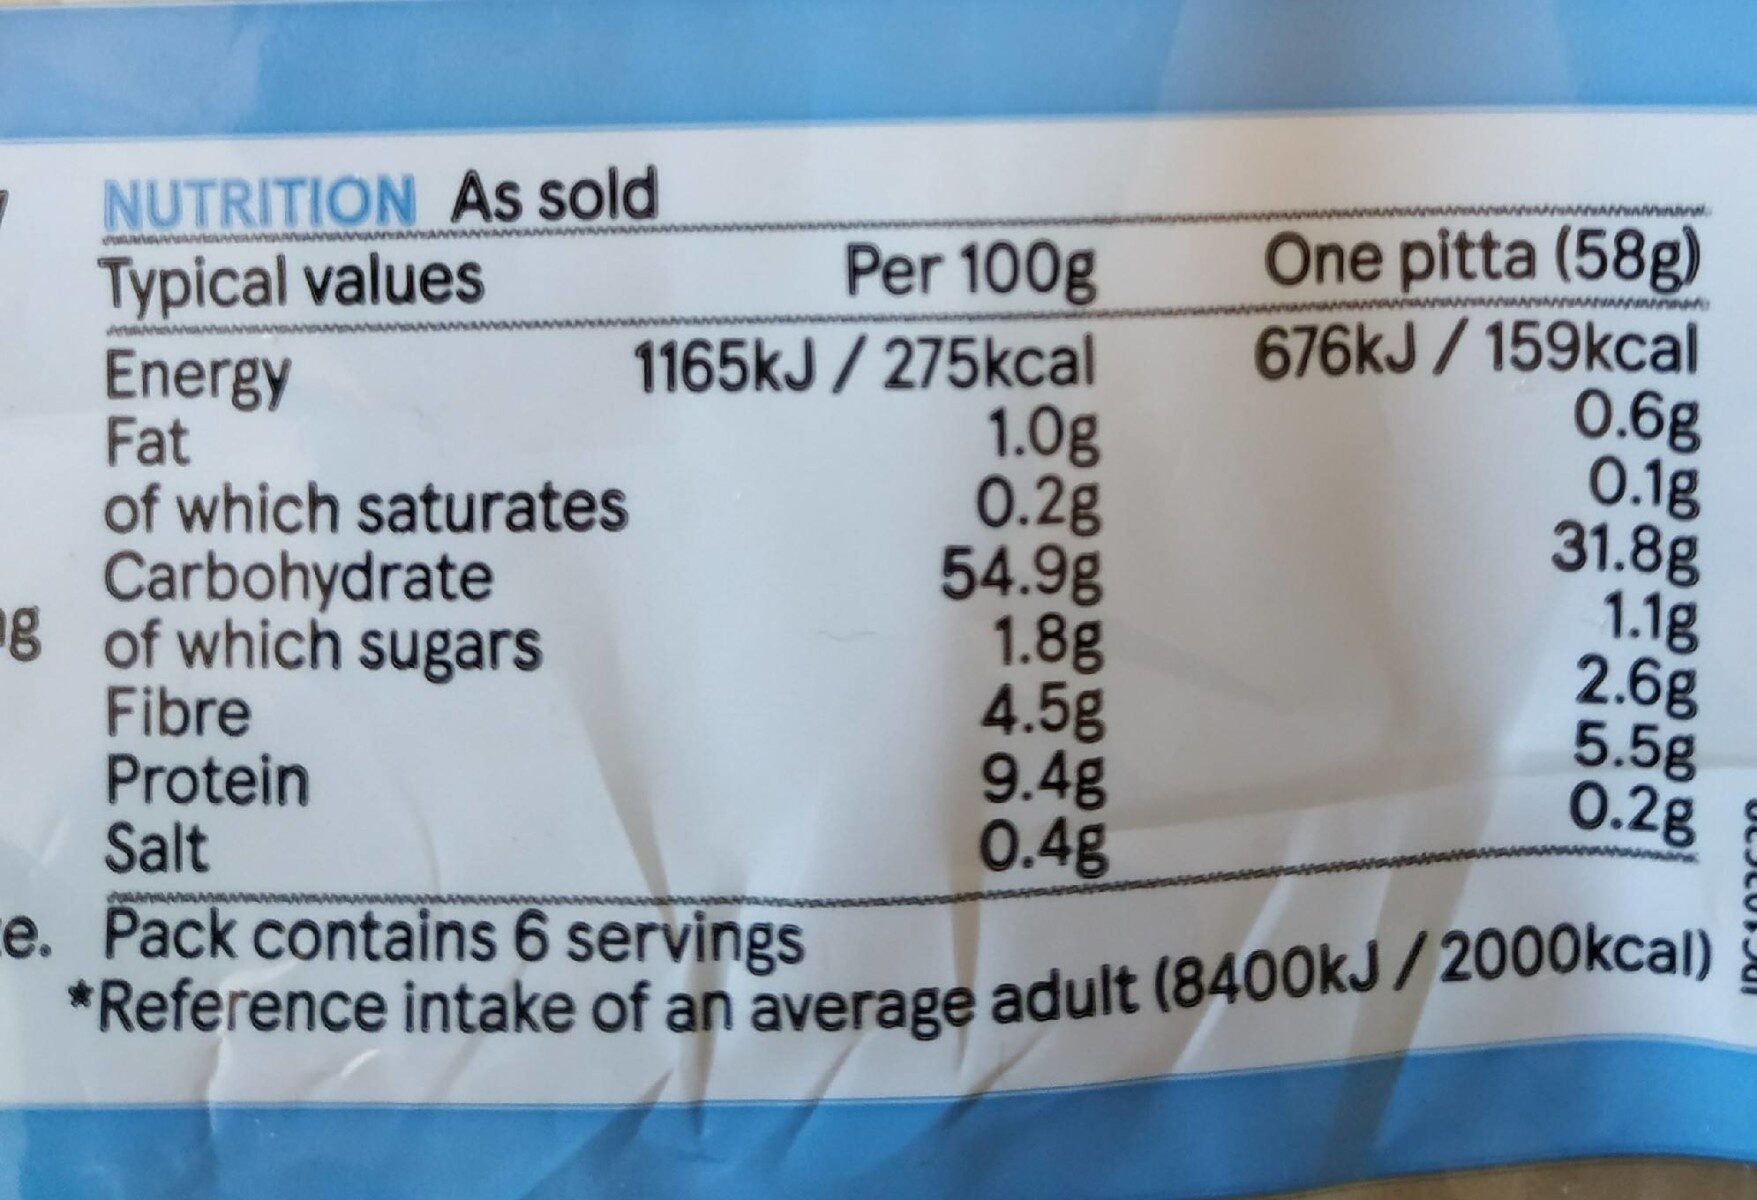 NUTRITION As sold
Typical values Per 100g One pitta (58g)
Energy 1165kJ / 275kcal 676kJ / 159kcal
Fat 1.0g 0.6g
of which saturates 0.2g 0.1g
Carbohydrate 54.9g 31.8g
of which sugars 1.8g 1.1g
Fibre 4.5g 2.6g
Protein 9.4g 5.5g
Salt 0.4g 0.2g
Pack contains 6 servings
*Reference intake of an average adult (8400kJ / 2000kcal)